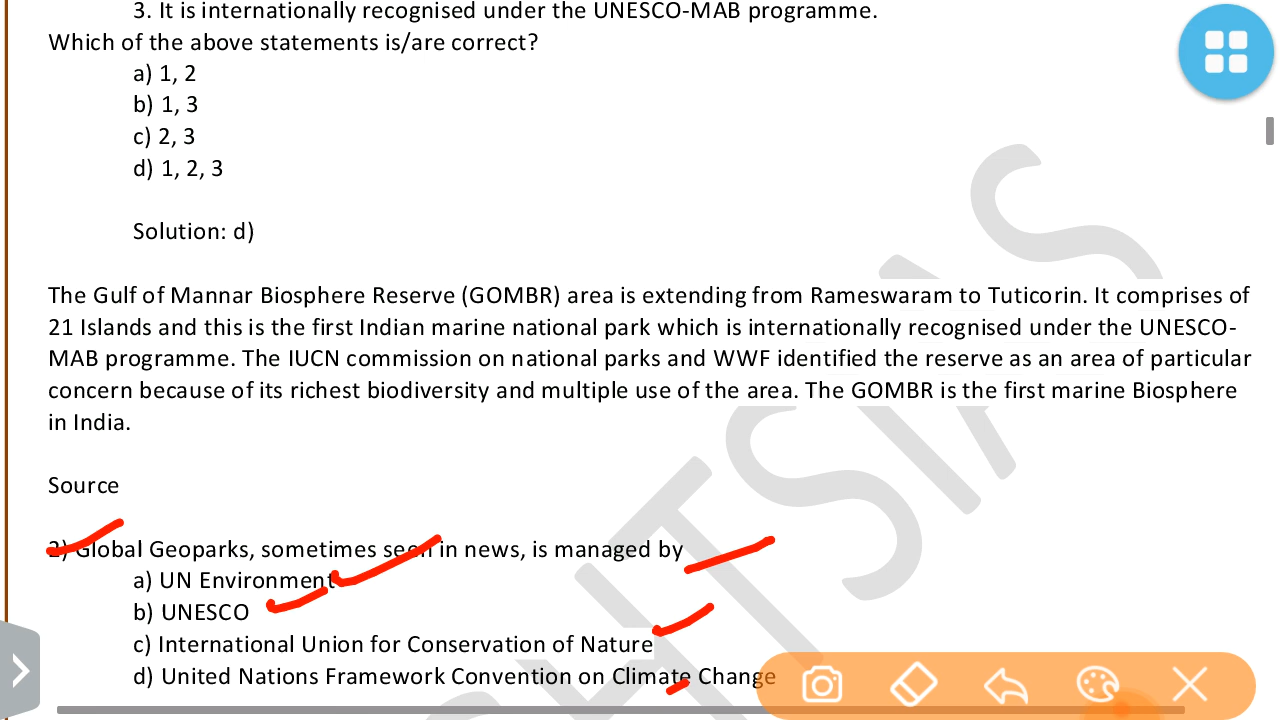 3. It is internationally recognised under the UNESCO-MAB programme.
Which of the above statements is/are correct?
a) 1, 2
b) 1, 3
c) 2, 3
d) 1, 2, 3
Solution: d)
The Gulf of Mannar Biosphere Reserve (GOMBR) area is extending from Rameswaram to Tuticorin. It comprises of
21 Islands and this is the first Indian marine national park which is internationally recognised under the UNESCO-
MAB programme. The IUCN commission on national parks and WWF identified the reserve as an area of particular
concern because of its richest biodiversity and multiple use of the area. The GOMBR is the first marine Biosphere
in India.
Source
2) Global Geoparks, sometimes seen in news, is managed by
a) UN Environment
b) UNESCO
c) International Union for Conservation of Nature
d) United Nations Framework Convention on Climate Change